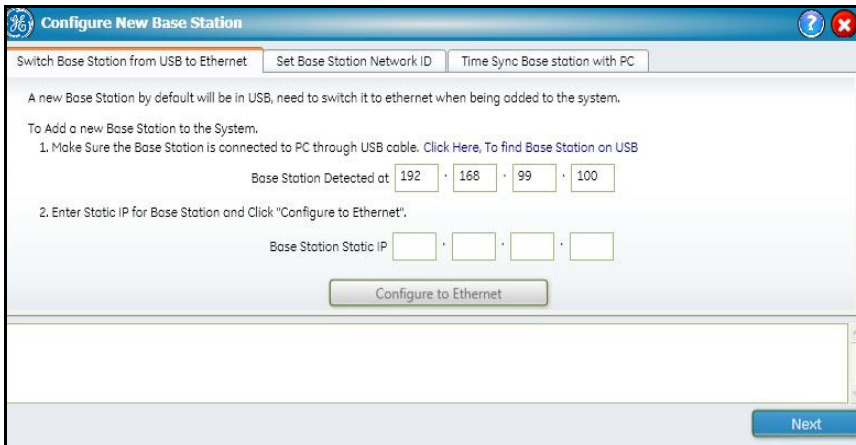 Configure New Base Station
?
Switch Base Station from USB to Ethernet
Set Base Station Network ID
Time Sync Base station with PC
A new Base Station by default will be in USB, need to switch it to ethernet when being added to the system.
To Add a new Base Station to the System.
1. Make Sure the Base Station is connected to PC through USB cable. Click Here, To find Base Station on USB
Base Station Detected at 192 . 168 . 99 . 100
2. Enter Static IP for Base Station and Click "Configure to Ethernet".
Base Station Static IP . . .
Configure to Ethernet
Next